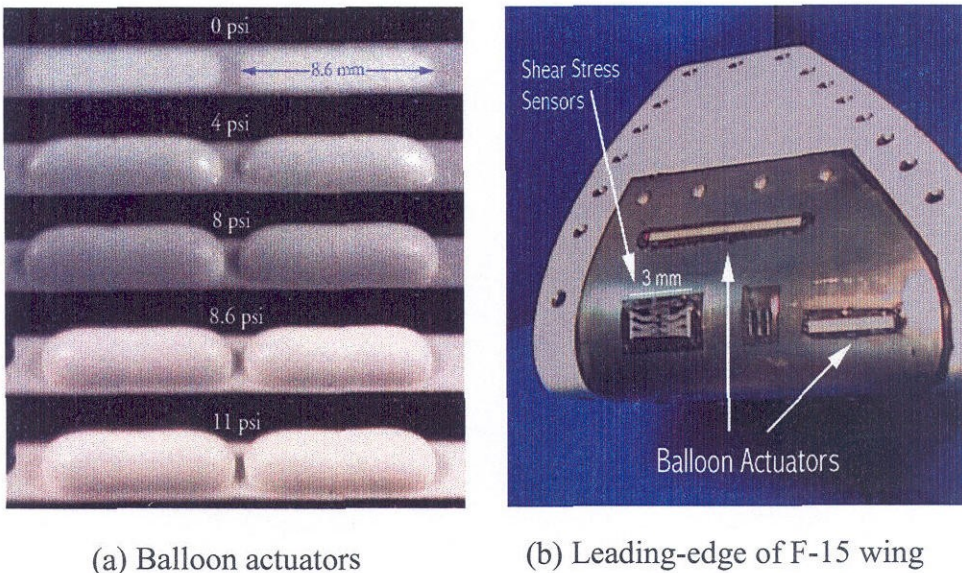 0 psi
8.6 mm
4 psi
8 psi
8.6 psi
11 psi
Shear Stress
Sensors
3 mm
Balloon Actuators
(a) Balloon actuators
(b) Leading-edge of F-15 wing